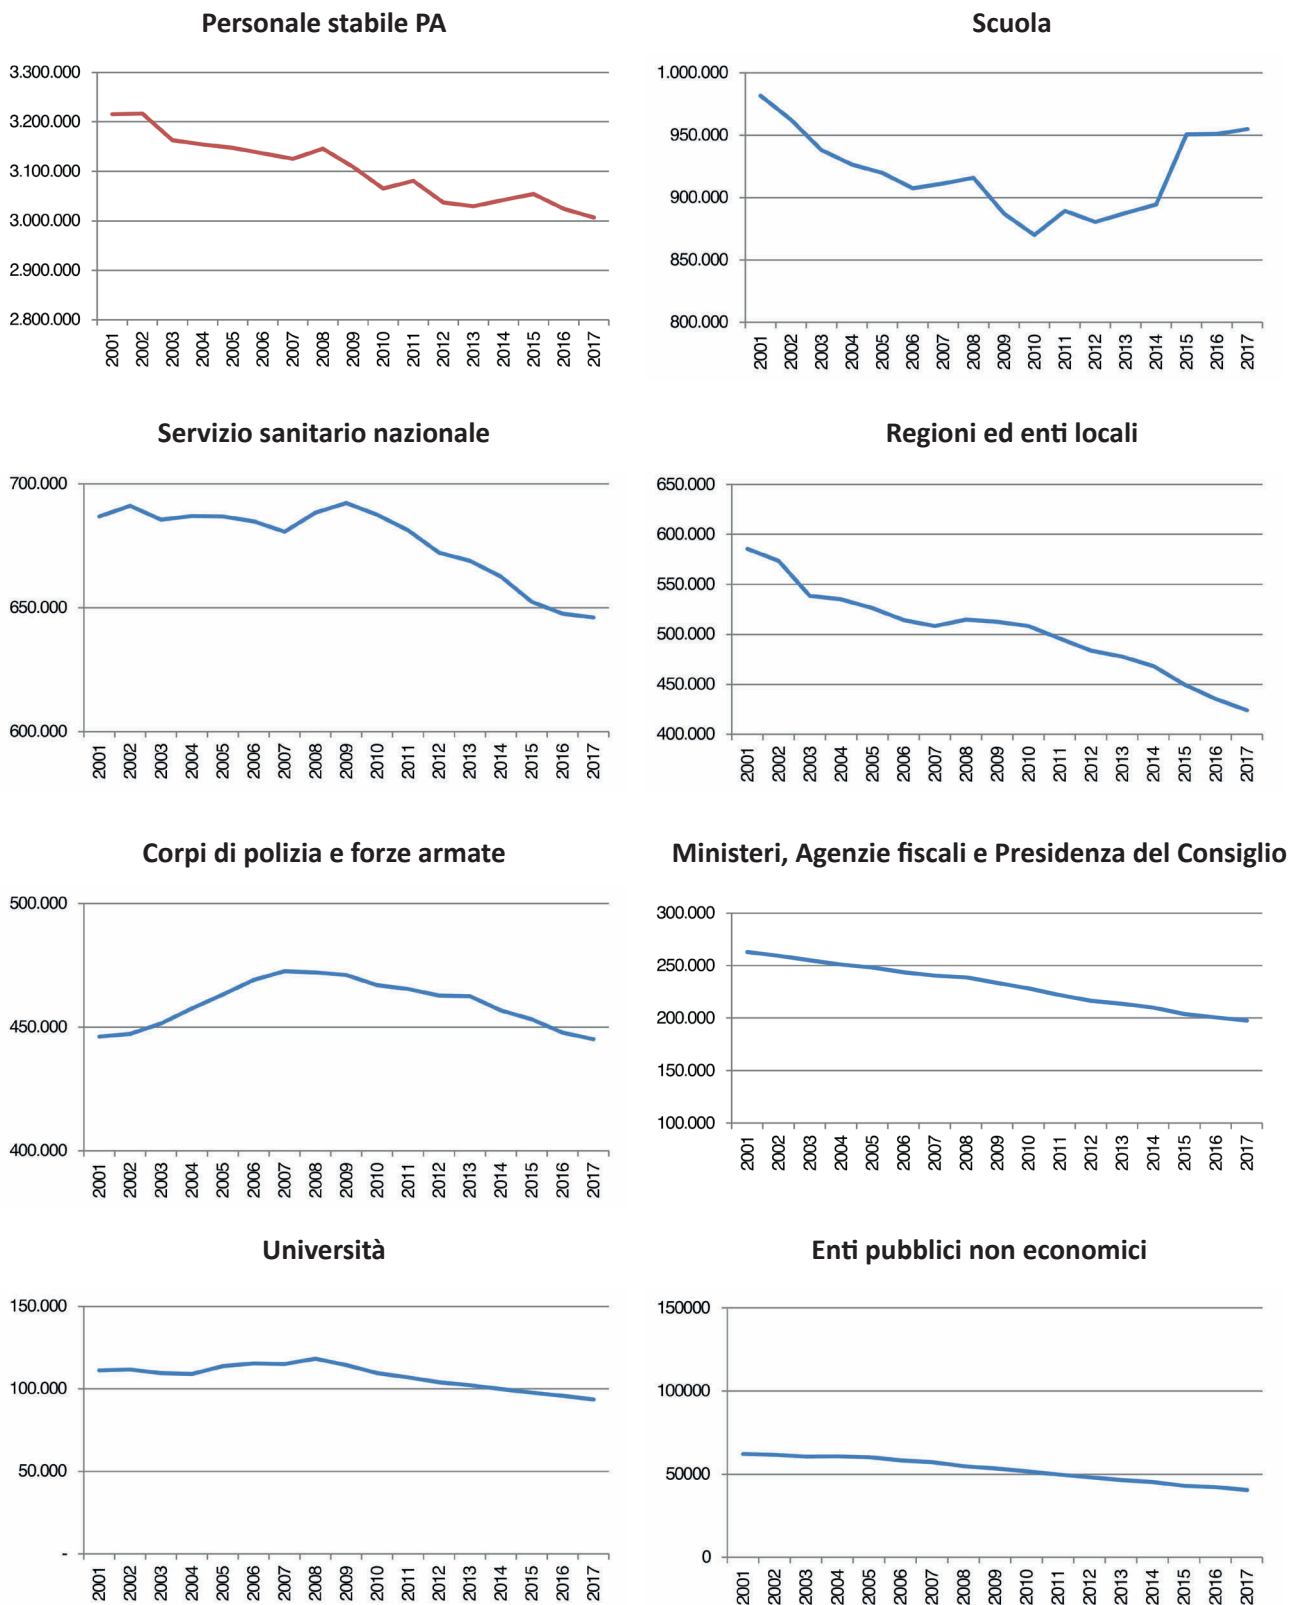 Personale stabile PA
3.300.000
3.200.000
3.100.000
3.000.000
2.900.000
2.800.000
2001 2002 2003 2004 2005 2006 2007 2008 2009 2010 2011 2012 2013 2014 2015 2016 2017
Scuola
1.000.000
950.000
900.000
850.000
800.000
2001 2002 2003 2004 2005 2006 2007 2008 2009 2010 2011 2012 2013 2014 2015 2016 2017
Servizio sanitario nazionale
700.000
650.000
600.000
2001 2002 2003 2004 2005 2006 2007 2008 2009 2010 2011 2012 2013 2014 2015 2016 2017
Regioni ed enti locali
650.000
600.000
550.000
500.000
450.000
400.000
2001 2002 2003 2004 2005 2006 2007 2008 2009 2010 2011 2012 2013 2014 2015 2016 2017
Corpi di polizia e forze armate
500.000
450.000
400.000
2001 2002 2003 2004 2005 2006 2007 2008 2009 2010 2011 2012 2013 2014 2015 2016 2017
Ministeri, Agenzie fiscali e Presidenza del Consiglio
300.000
250.000
200.000
150.000
100.000
2001 2002 2003 2004 2005 2006 2007 2008 2009 2010 2011 2012 2013 2014 2015 2016 2017
Università
150.000
100.000
50.000
-
2001 2002 2003 2004 2005 2006 2007 2008 2009 2010 2011 2012 2013 2014 2015 2016 2017
Enti pubblici non economici
150000
100000
50000
0
2001 2002 2003 2004 2005 2006 2007 2008 2009 2010 2011 2012 2013 2014 2015 2016 2017